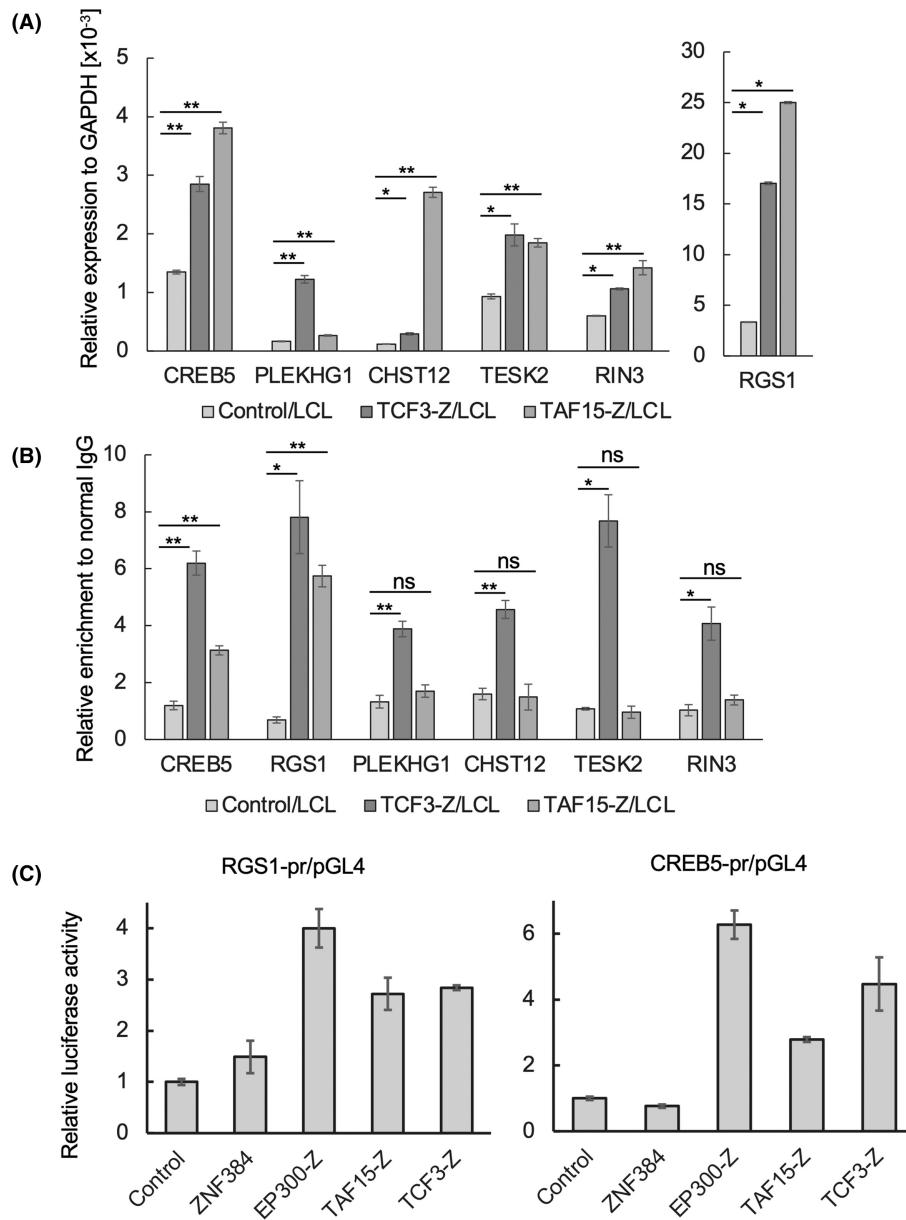 (A)
Relative expression to GAPDH [x10⁻³]
5
4
3
2
1
0
** **
** **
* **
* **
* **
CREB5 PLEKHG1 CHST12 TESK2 RIN3
30
25
20
15
10
5
0
*
*
RGS1
Control/LCL TCF3-Z/LCL TAF15-Z/LCL
(B)
Relative enrichment to normal IgG
10
8
6
4
2
0
** **
* **
** ns
** ns
* ns
* ns
CREB5 RGS1 PLEKHG1 CHST12 TESK2 RIN3
Control/LCL TCF3-Z/LCL TAF15-Z/LCL
(C)
RGS1-pr/pGL4
Relative luciferase activity
4
3
2
1
0
Control ZNF384 EP300-Z TAF15-Z TCF3-Z
CREB5-pr/pGL4
6
4
2
0
Control ZNF384 EP300-Z TAF15-Z TCF3-Z